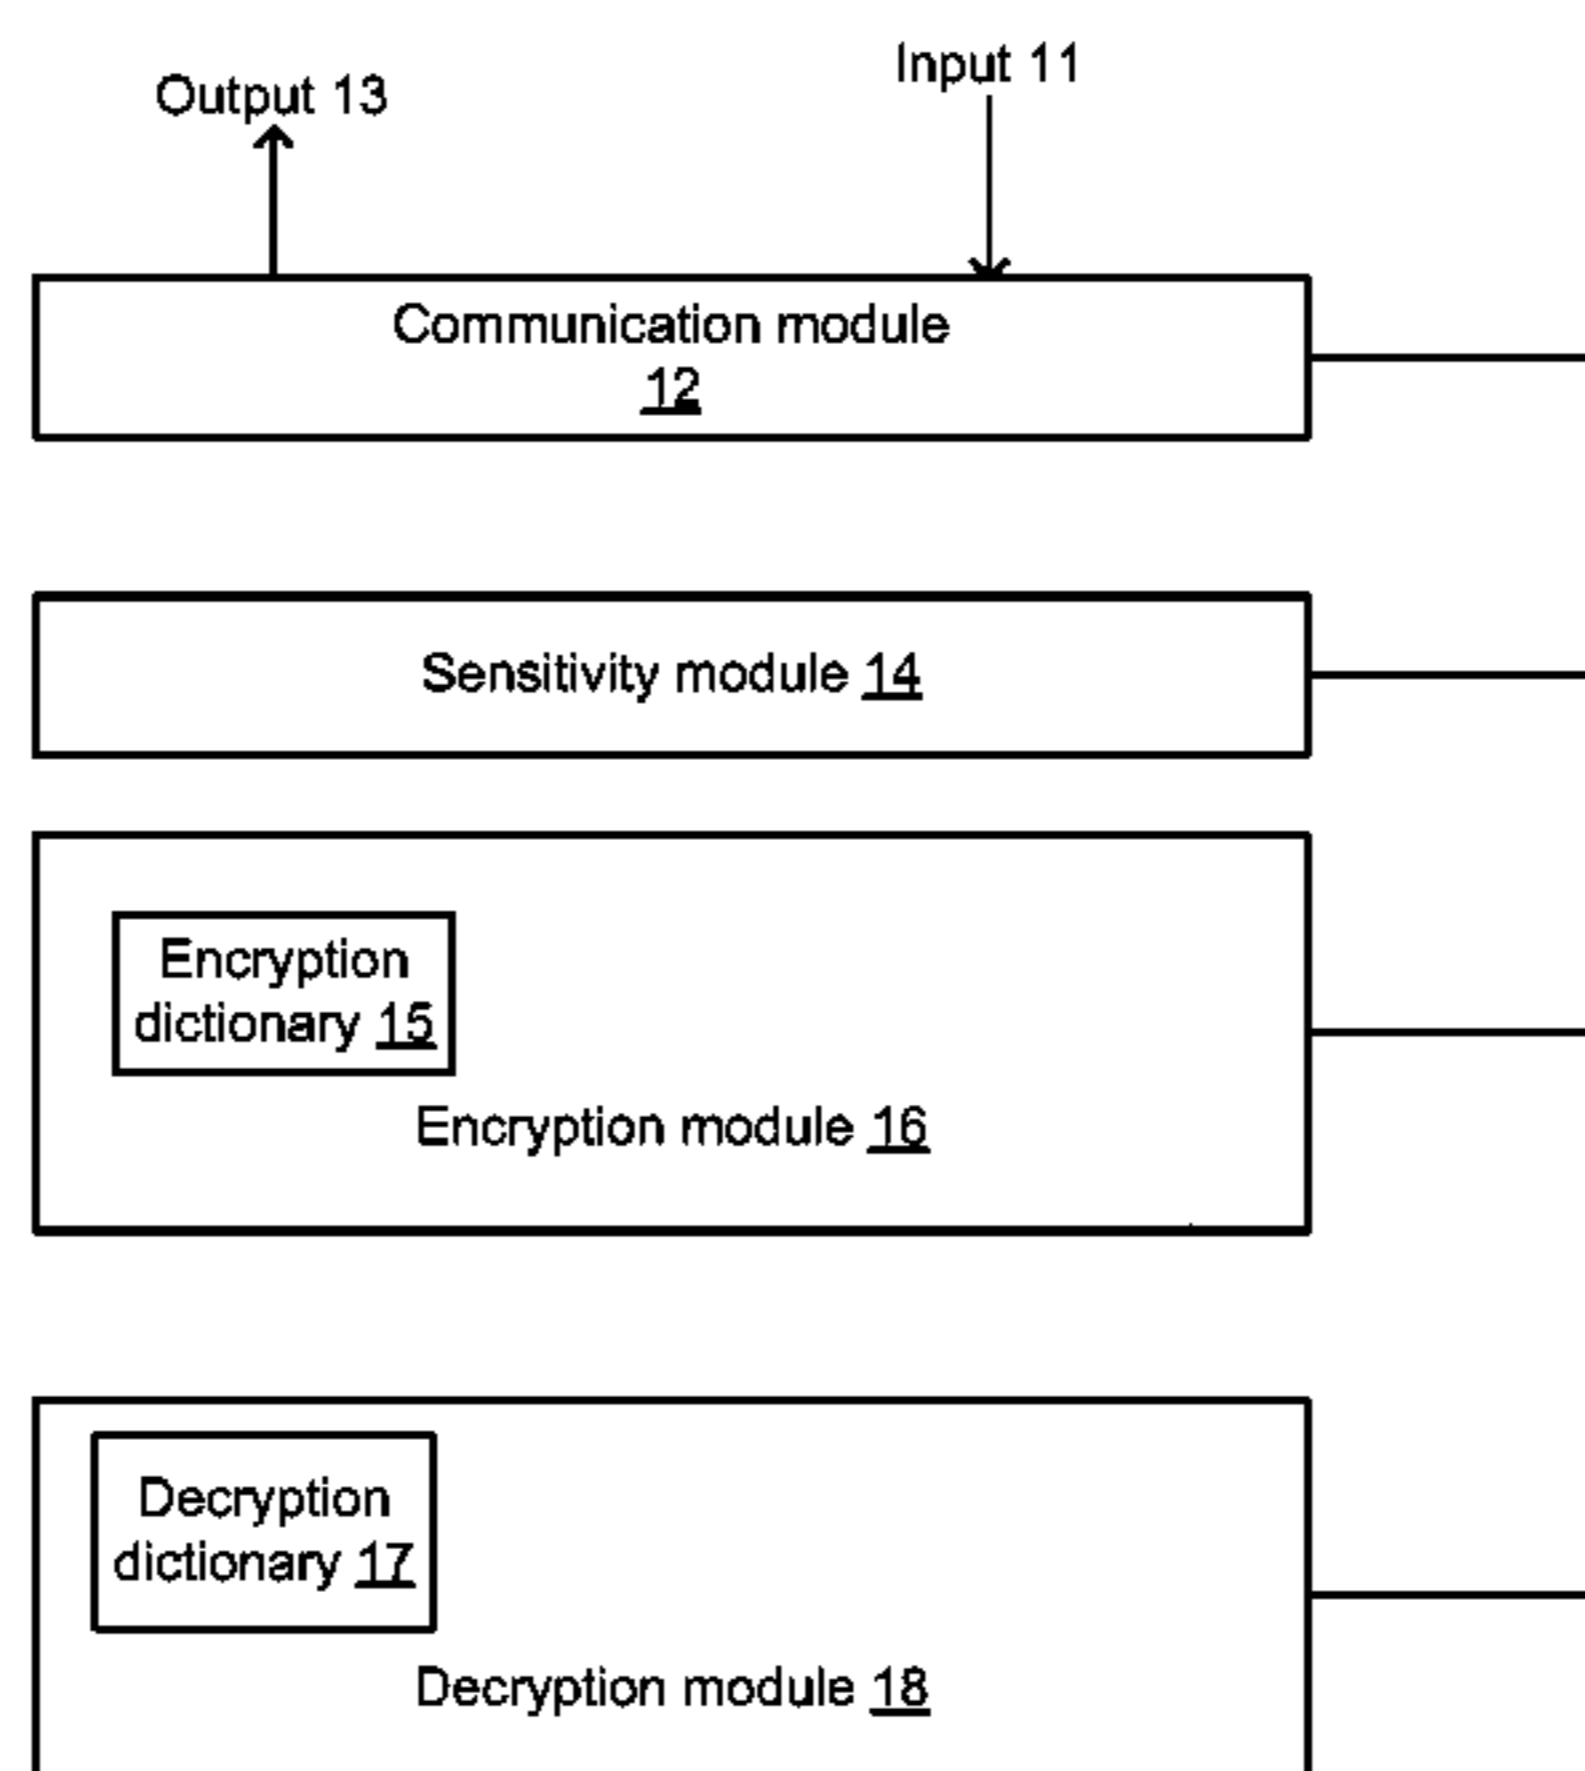 Output 13
Input 11
Communication module
12
Sensitivity module 14
Encryption
dictionary 15
Encryption module 16
Decryption
dictionary 17
Decryption module 18